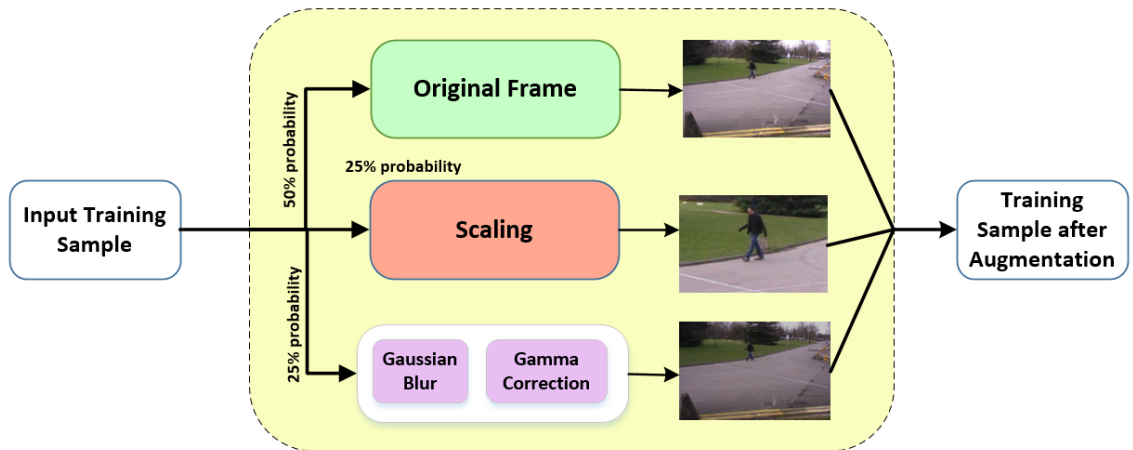 Input Training
Sample
50% probability
25% probability
25% probability
Original Frame
Scaling
Gaussian
Blur
Gamma
Correction
Training
Sample after
Augmentation